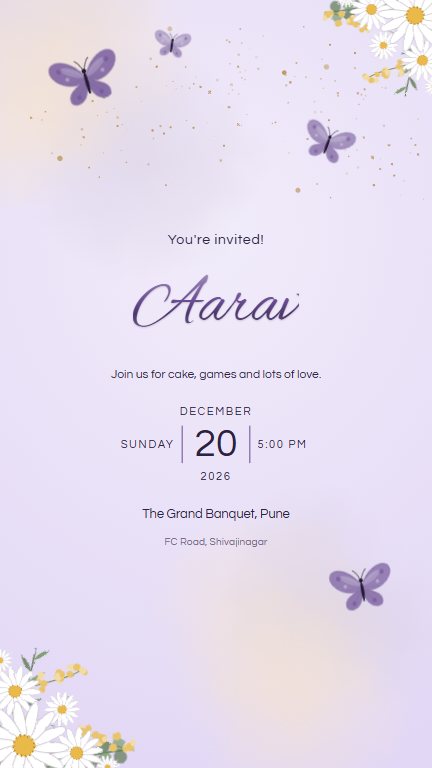 You're invited!
Aarav
Join us for cake, games and lots of love.
DECEMBER
SUNDAY 20 5:00 PM
2026
The Grand Banquet, Pune
FC Road, Shivajinagar